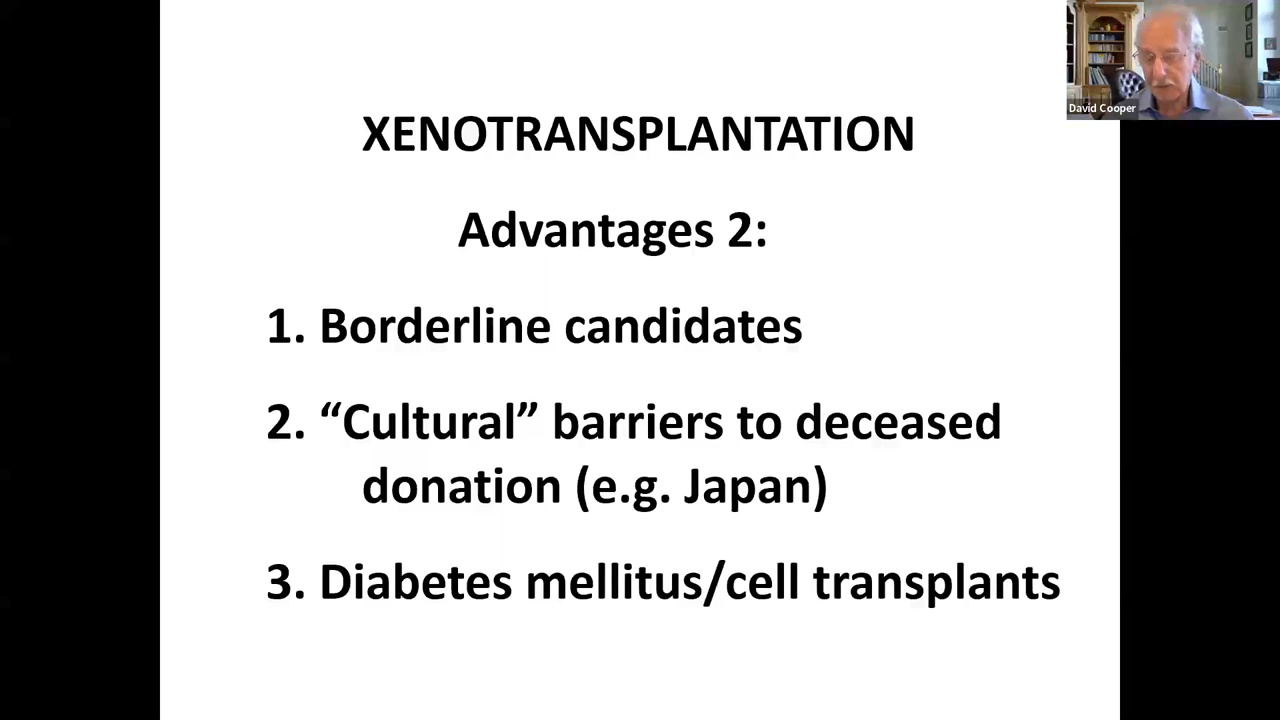 David Cooper
XENOTRANSPLANTATION
Advantages 2:
1. Borderline candidates
2. “Cultural” barriers to deceased
donation (e.g. Japan)
3. Diabetes mellitus/cell transplants